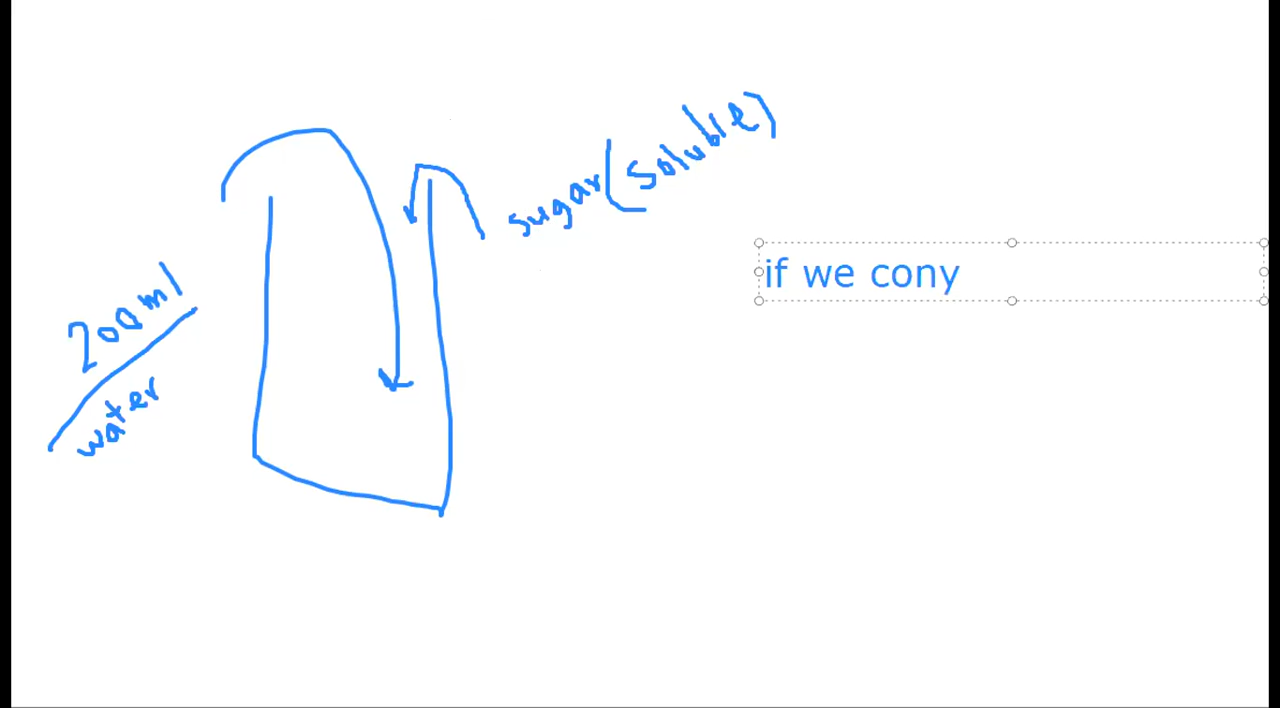 200ml
water
sugar(soluble)
if we cony